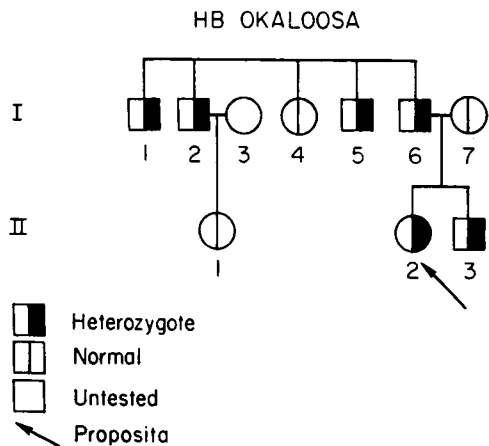 HB OKALOOSA
I
1 2 3 4 5 6 7
II
1 2 3
Heterozygote
Normal
Untested
Proposita